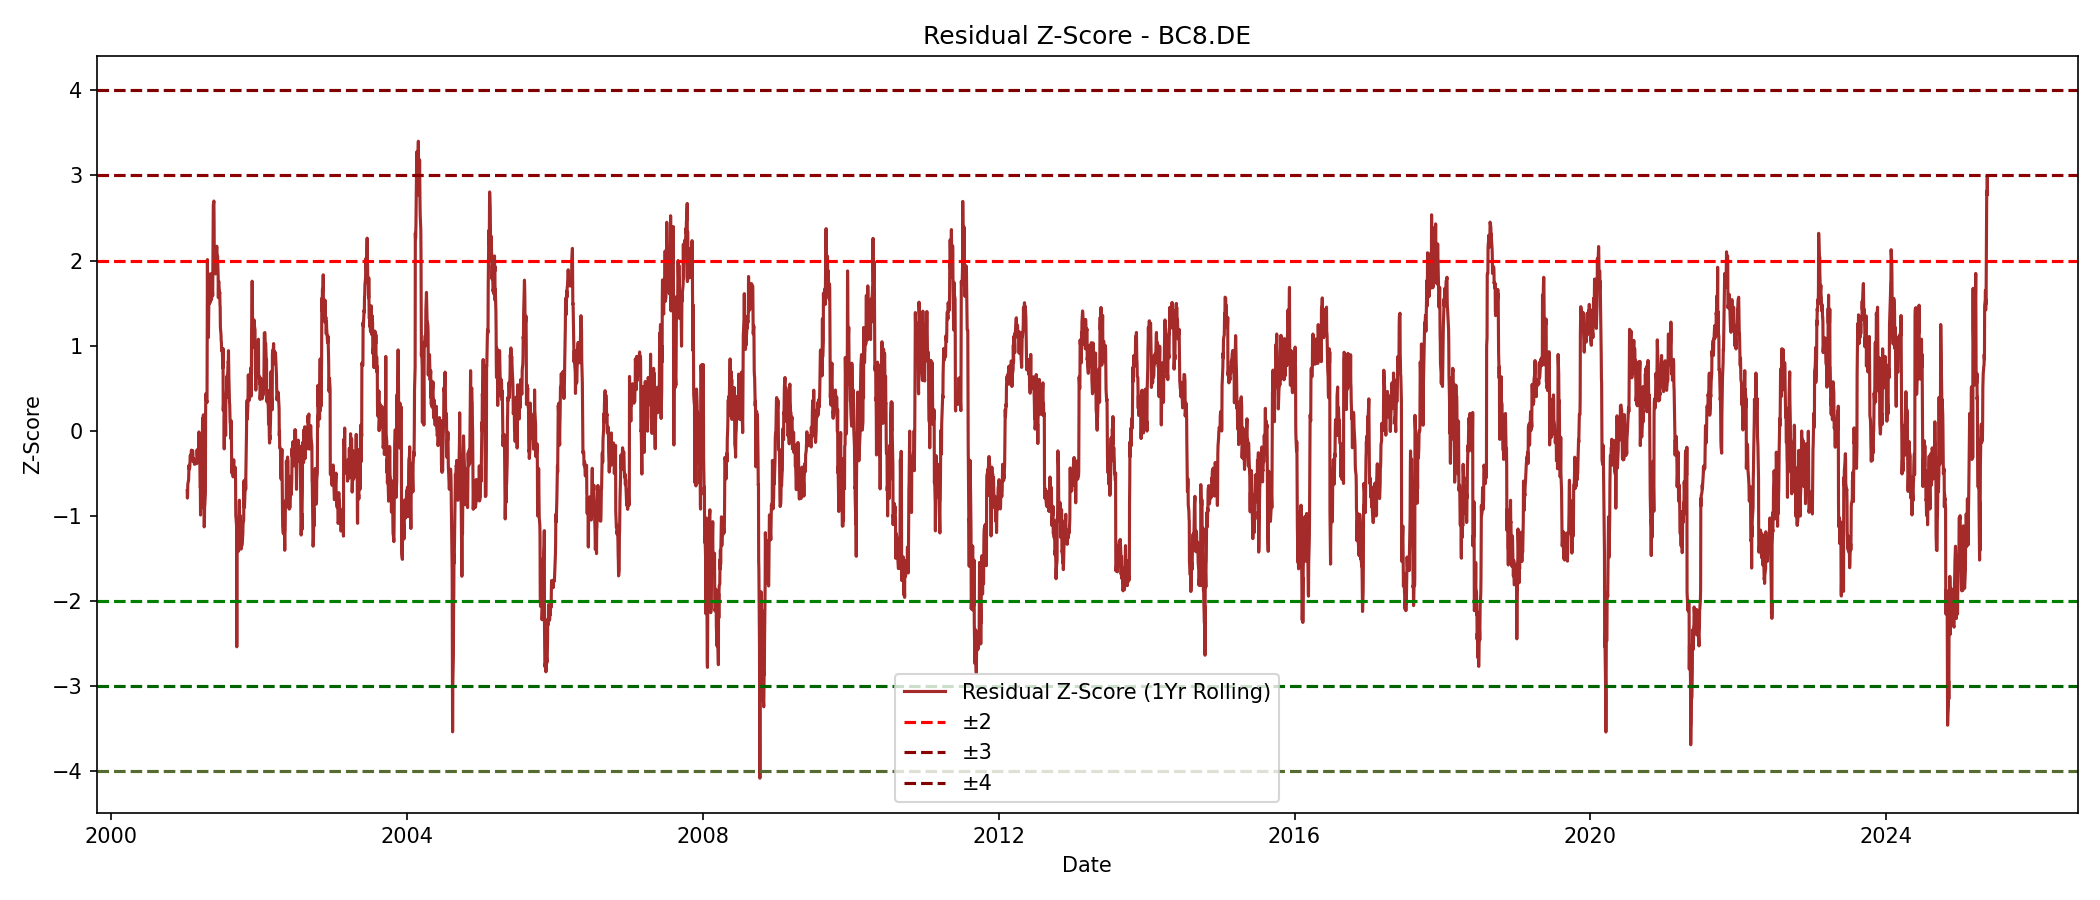 Residual Z-Score - BC8.DE
4
3
2
1
0
−1
−2
−3
−4
Z-Score
Residual Z-Score (1Yr Rolling)
±2
±3
±4
2000 2004 2008 2012 2016 2020 2024
Date